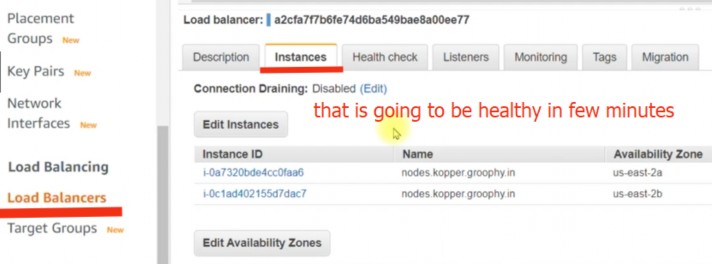 Placement
Groups New
Key Pairs New
Network
Interfaces New
Load Balancing
Load Balancers
Target Groups New
Load balancer: a2cfa7f7b6fe74d6ba549bae8a00ee77
Description Instances Health check Listeners Monitoring Tags Migration
Connection Draining: Disabled (Edit)
that is going to be healthy in few minutes
Edit Instances
Instance ID Name Availability Zone
i-0a7320bde4cc0faa6 nodes.kopper.groophy.in us-east-2a
i-0c1ad402155d7dac7 nodes.kopper.groophy.in us-east-2b
Edit Availability Zones